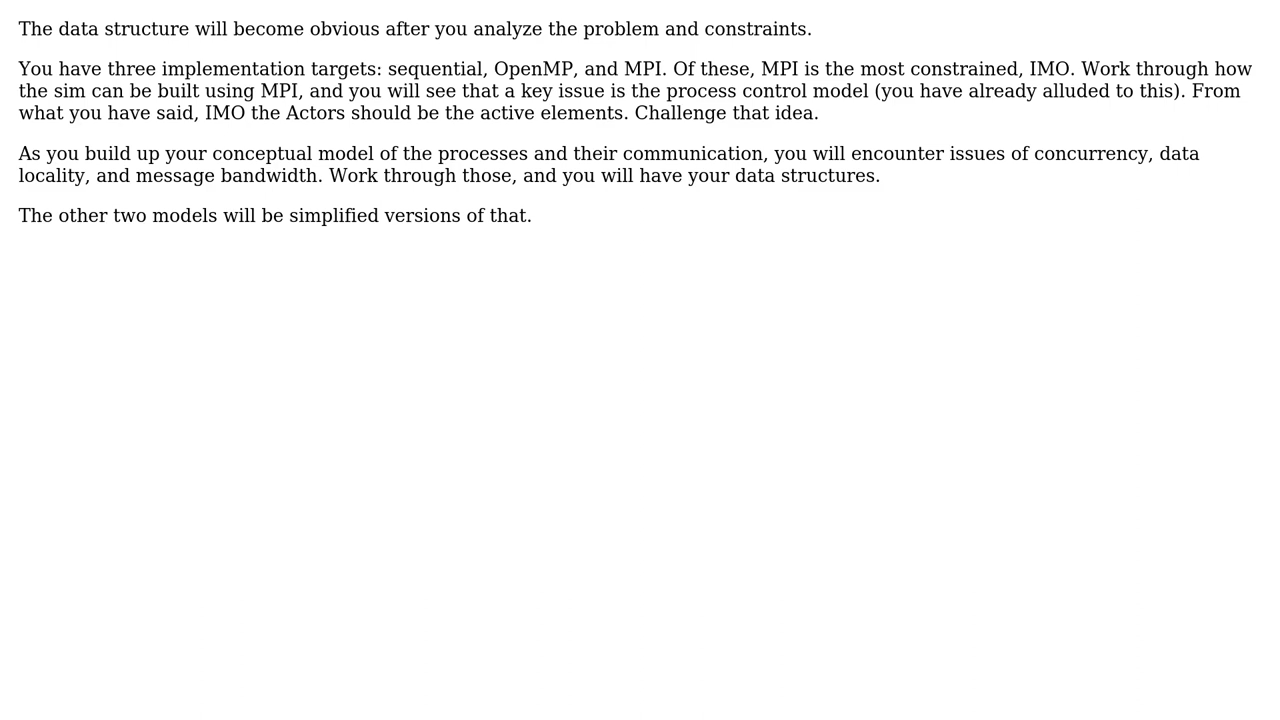 The data structure will become obvious after you analyze the problem and constraints.
You have three implementation targets: sequential, OpenMP, and MPI. Of these, MPI is the most constrained, IMO. Work through how
the sim can be built using MPI, and you will see that a key issue is the process control model (you have already alluded to this). From
what you have said, IMO the Actors should be the active elements. Challenge that idea.
As you build up your conceptual model of the processes and their communication, you will encounter issues of concurrency, data
locality, and message bandwidth. Work through those, and you will have your data structures.
The other two models will be simplified versions of that.